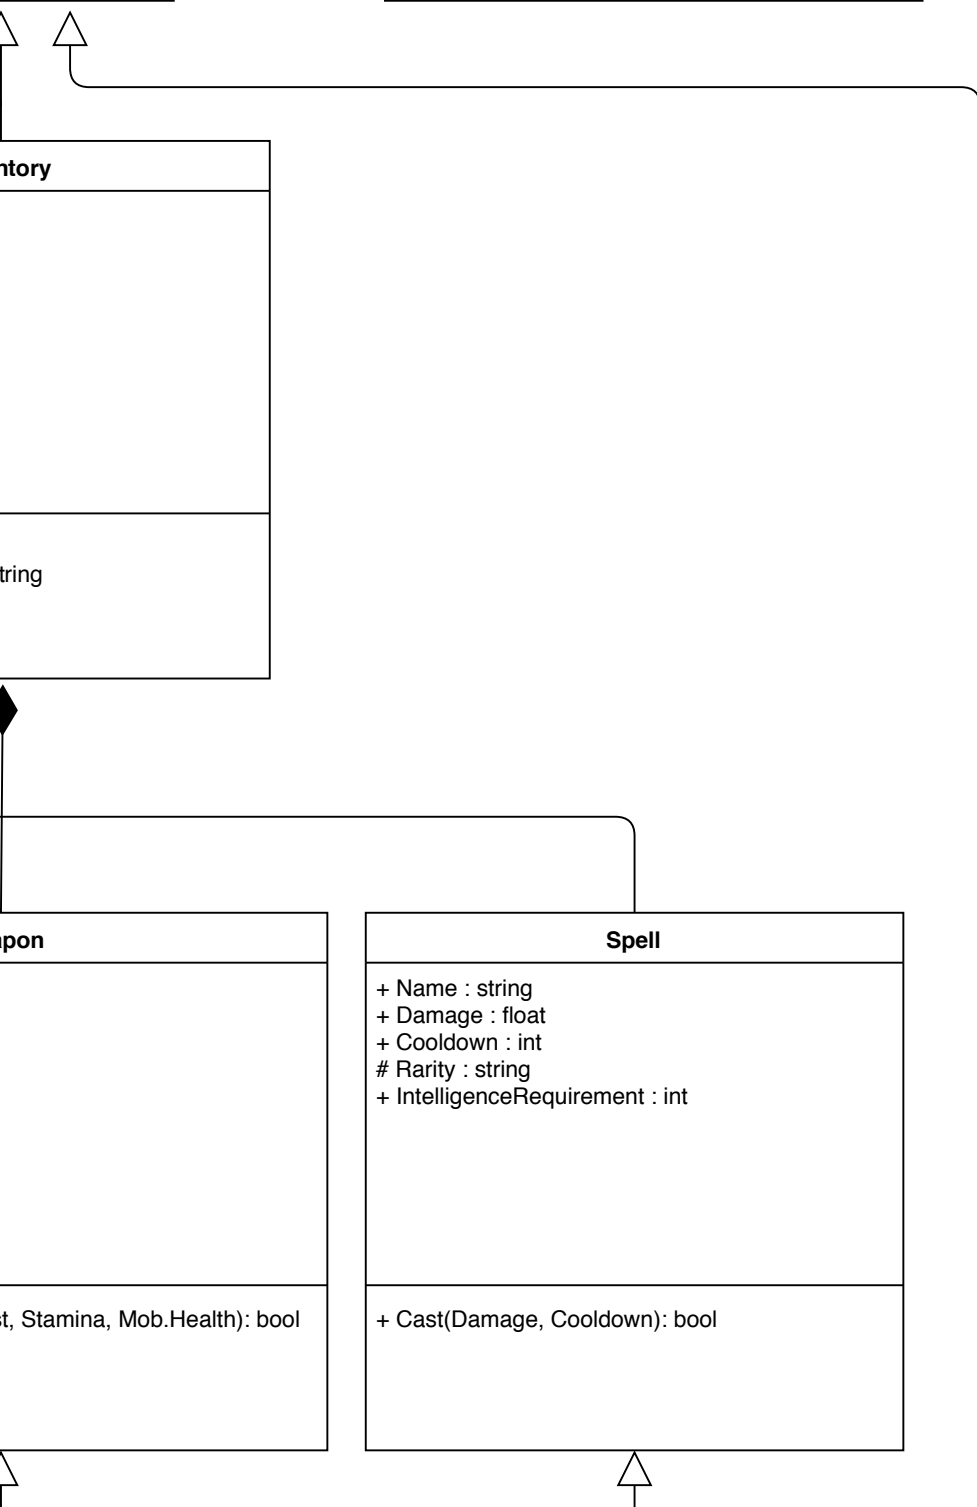 ntory
tring
apon
Spell
+ Name : string
+ Damage : float
+ Cooldown : int
# Rarity : string
+ IntelligenceRequirement : int
st, Stamina, Mob.Health): bool
+ Cast(Damage, Cooldown): bool